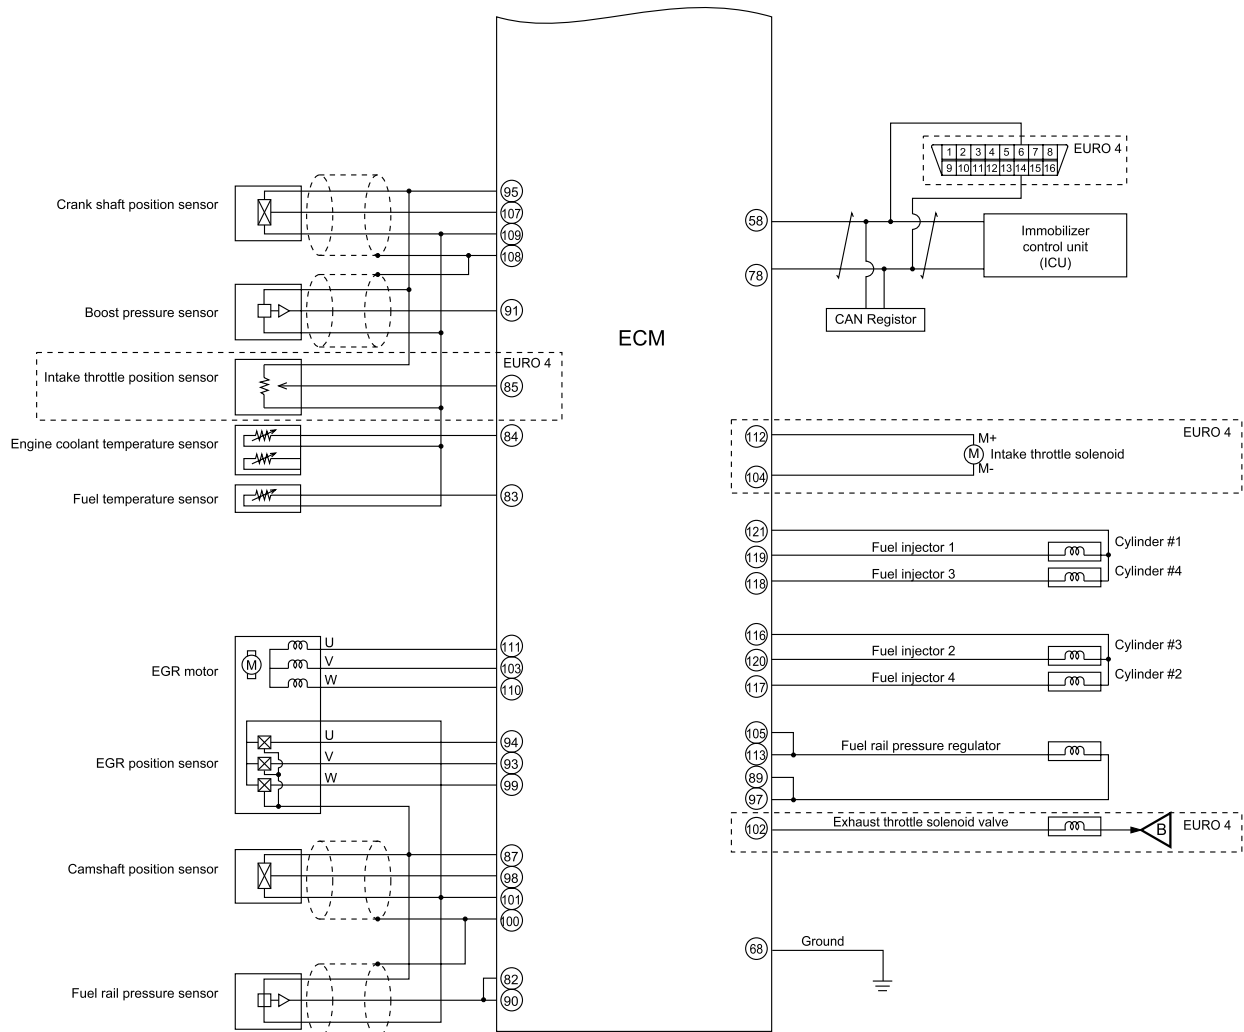 ECM
Crank shaft position sensor
95
107
109
108
Boost pressure sensor
91
EURO 4
Intake throttle position sensor
85
Engine coolant temperature sensor
84
Fuel temperature sensor
83
EGR motor
M
U
V
W
111
103
110
EGR position sensor
U
V
W
94
93
99
Camshaft position sensor
87
98
101
100
Fuel rail pressure sensor
82
90
1 2 3 4 5 6 7 8
9 10 11 12 13 14 15 16
EURO 4
58
78
Immobilizer
control unit
(ICU)
CAN Registor
EURO 4
112
M+
M
Intake throttle solenoid
M-
104
121
119
Fuel injector 1
Cylinder #1
118
Fuel injector 3
Cylinder #4
116
120
Fuel injector 2
Cylinder #3
117
Fuel injector 4
Cylinder #2
105
113
Fuel rail pressure regulator
89
97
102
Exhaust throttle solenoid valve
B
EURO 4
68
Ground